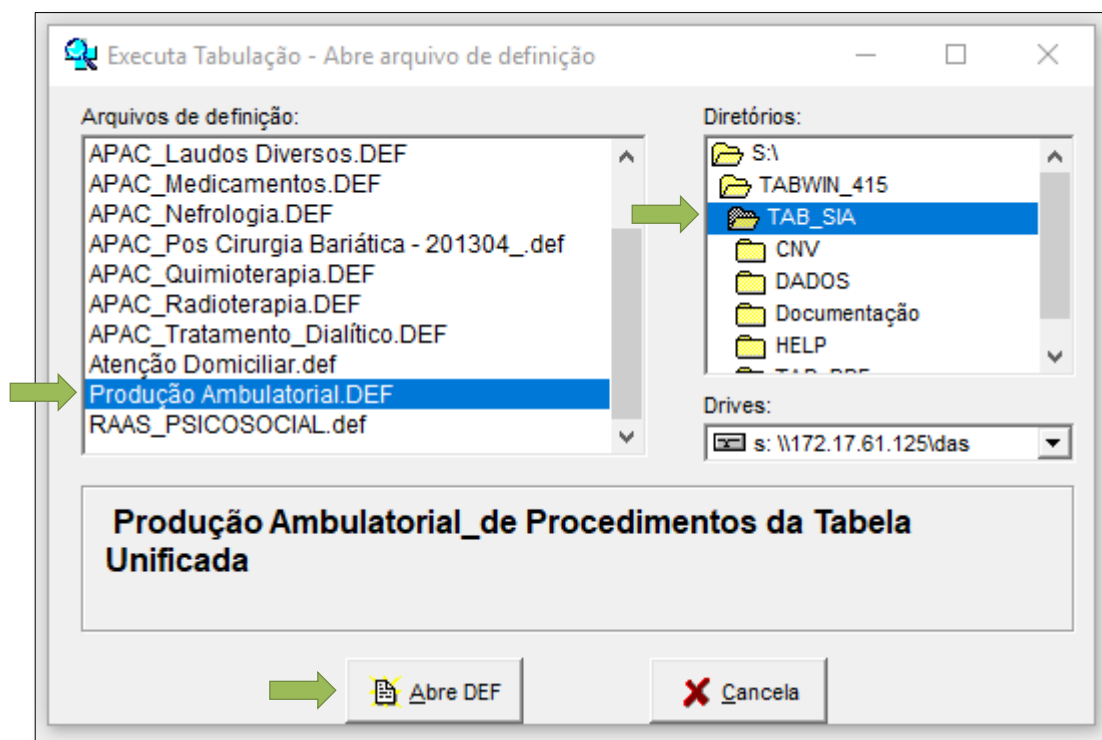 Executa Tabulação - Abre arquivo de definição
Arquivos de definição:
APAC_Laudos Diversos.DEF
APAC_Medicamentos.DEF
APAC_Nefrologia.DEF
APAC_Pos Cirurgia Bariática - 201304_.def
APAC_Quimioterapia.DEF
APAC_Radioterapia.DEF
APAC_Tratamento_Dialítico.DEF
Atenção Domiciliar.def
Produção Ambulatorial.DEF
RAAS_PSICOSOCIAL.def
Diretórios:
S:\
TABWIN_415
TAB_SIA
CNV
DADOS
Documentação
HELP
Drives:
s: \\172.17.61.125\das
Produção Ambulatorial_de Procedimentos da Tabela
Unificada
Abre DEF
Cancela